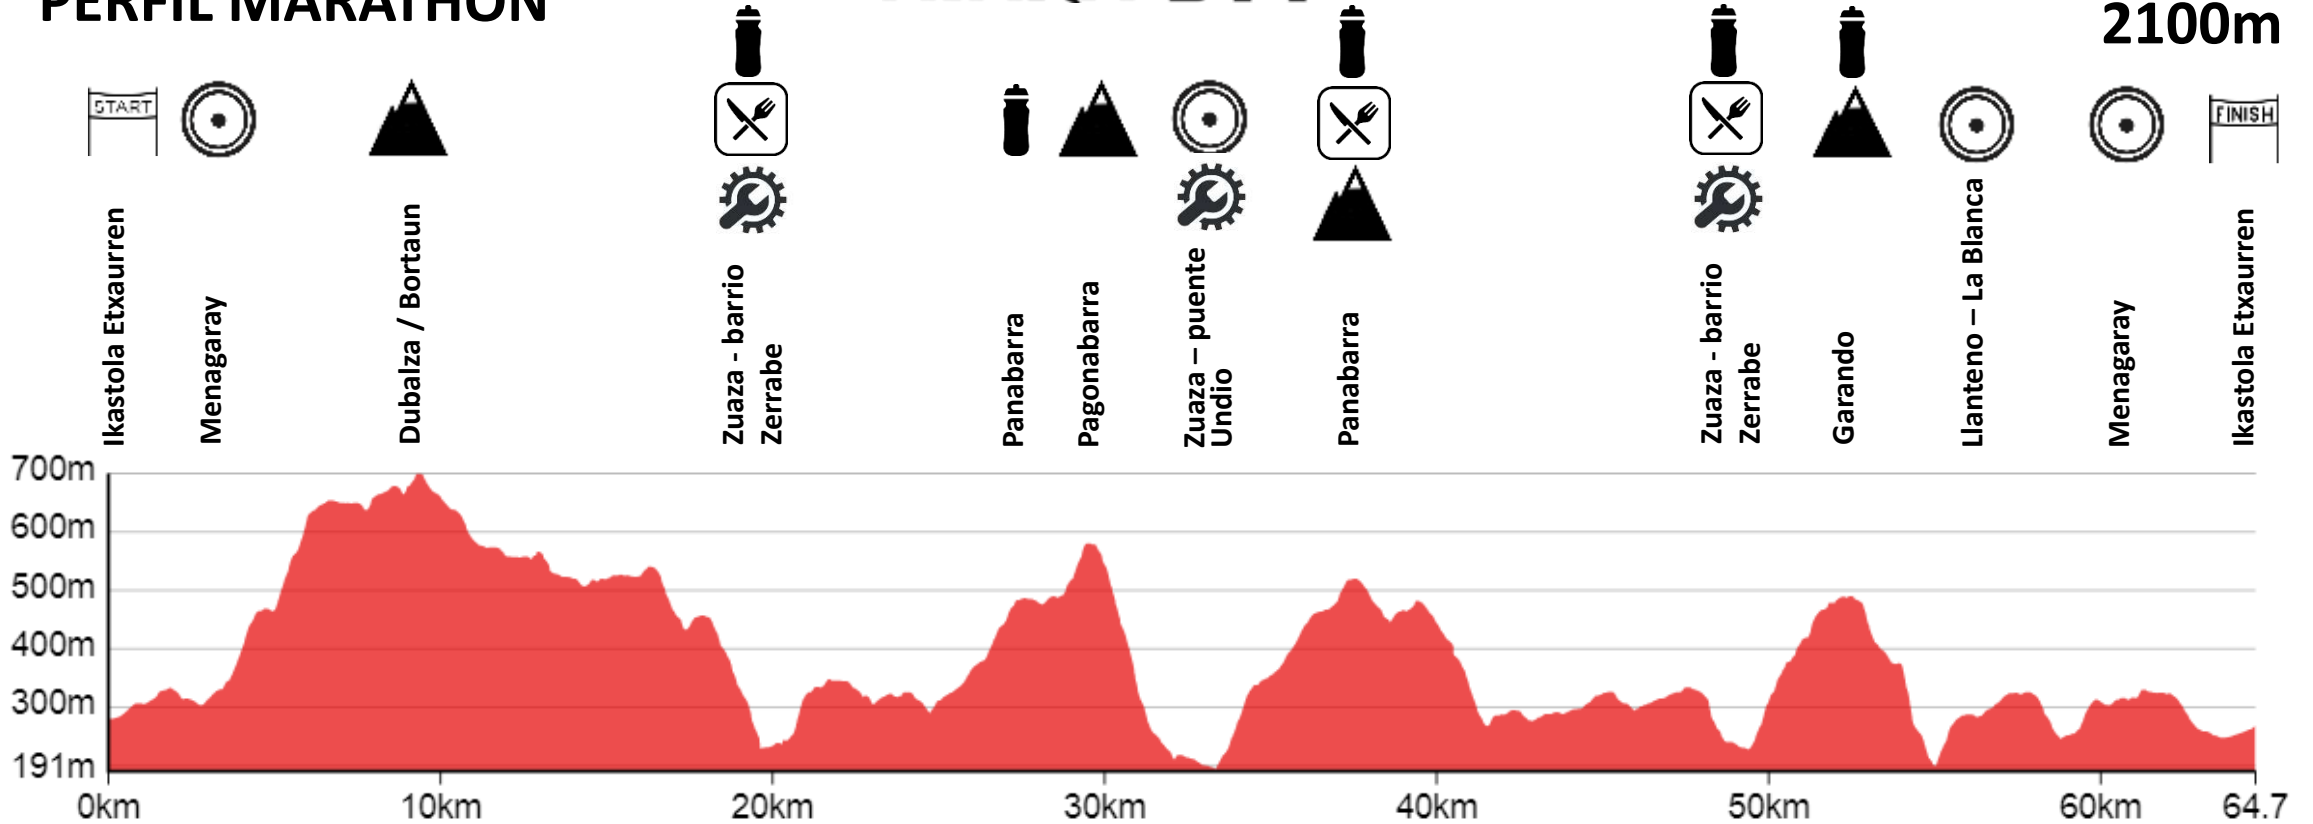 PERFIL MARATHON
2100m
START
FINISH
Ikastola Etxaurren
Menagaray
Dubalza / Bortaun
Zuaza - barrio
Zerrabe
Panabarra
Pagonabarra
Zuaza – puente
Undio
Panabarra
Zuaza - barrio
Zerrabe
Garando
Llanteno – La Blanca
Menagaray
Ikastola Etxaurren
700m
600m
500m
400m
300m
191m
0km 10km 20km 30km 40km 50km 60km 64.7